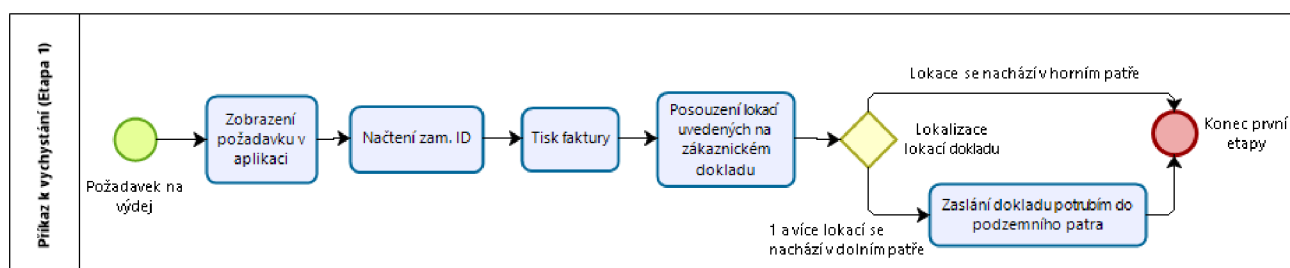 Příkaz k vychystání (Etapa 1)
Požadavek na
výdej
Zobrazení
požadavku v
aplikaci
Načtení zam. ID
Tisk faktury
Posouzení lokací
uvedených na
zákaznickém
dokladu
Lokace se nachází v horním patře
Lokalizace
lokací dokladu
1 a více lokací se
nachází v dolním patře
Zaslání dokladu potrubím do
podzemního patra
Konec první
etapy